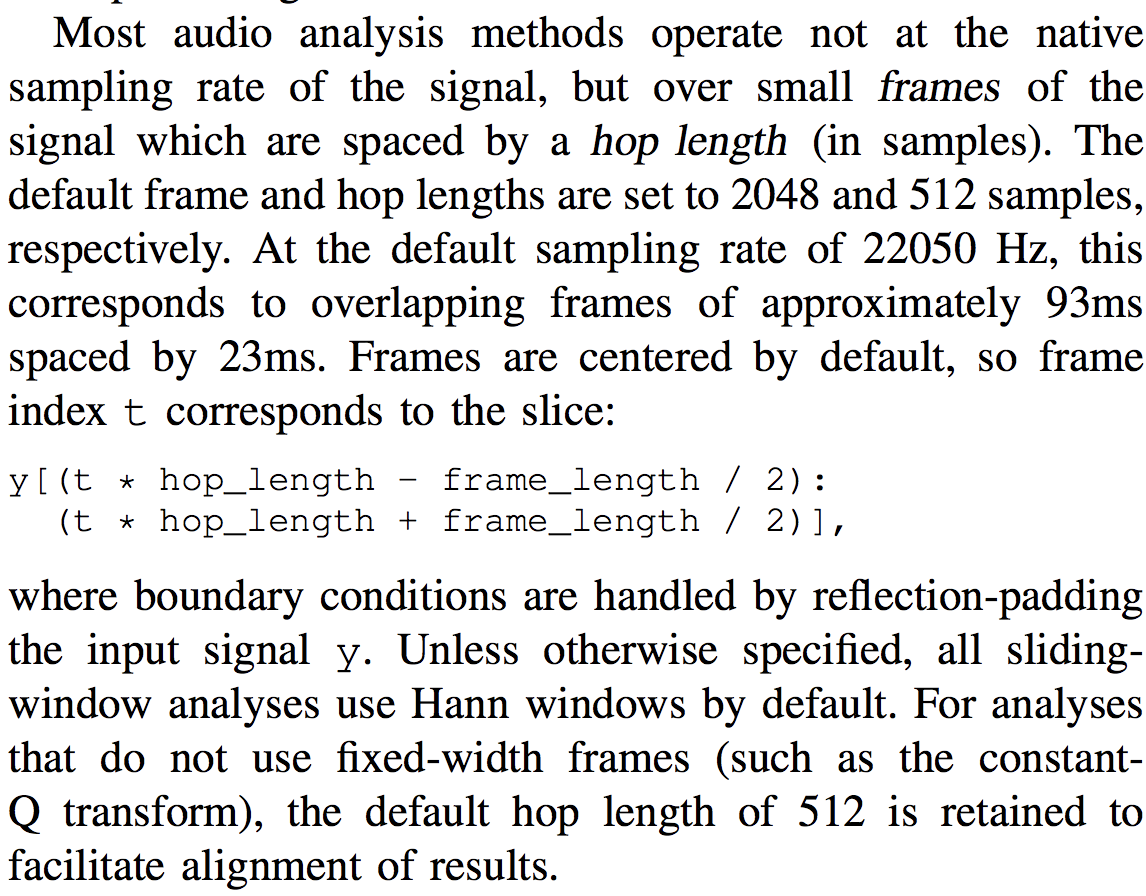 Most audio analysis methods operate not at the native
sampling rate of the signal, but over small frames of the
signal which are spaced by a hop length (in samples). The
default frame and hop lengths are set to 2048 and 512 samples,
respectively. At the default sampling rate of 22050 Hz, this
corresponds to overlapping frames of approximately 93ms
spaced by 23ms. Frames are centered by default, so frame
index t corresponds to the slice:
y[(t * hop_length - frame_length / 2):
(t * hop_length + frame_length / 2)],
where boundary conditions are handled by reflection-padding
the input signal y. Unless otherwise specified, all sliding-
window analyses use Hann windows by default. For analyses
that do not use fixed-width frames (such as the constant-
Q transform), the default hop length of 512 is retained to
facilitate alignment of results.